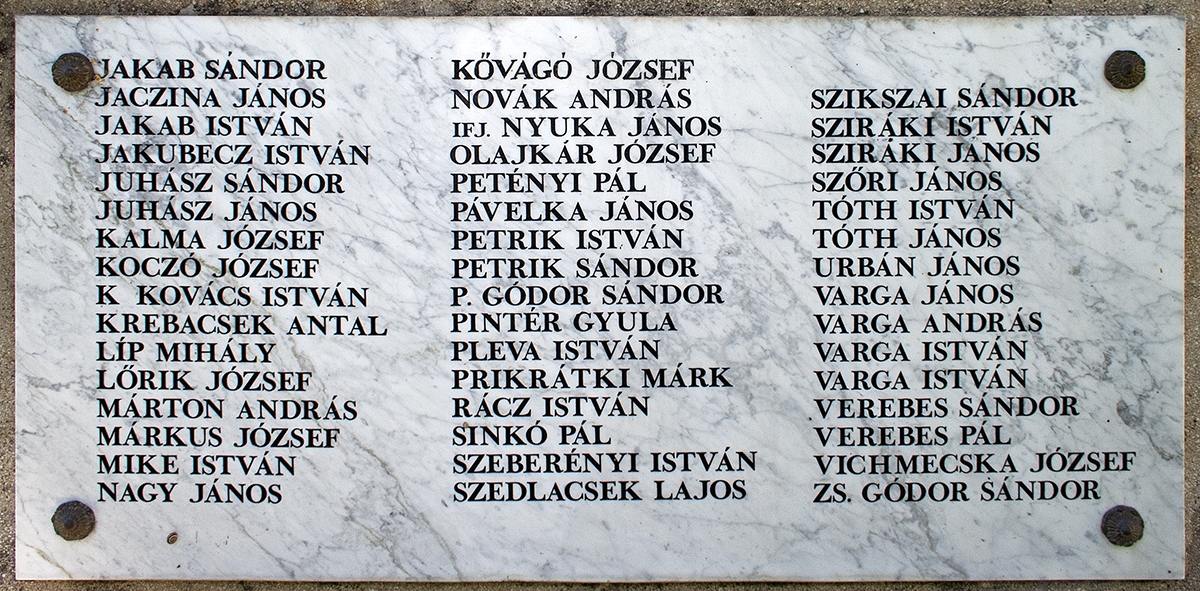 JAKAB SÁNDOR
JACZINA JÁNOS
JAKAB ISTVÁN
JAKUBECZ ISTVÁN
JUHÁSZ SÁNDOR
JUHÁSZ JÁNOS
KALMA JÓZSEF
KOCZÓ JÓZSEF
K KOVÁCS ISTVÁN
KREBACSEK ANTAL
LÍP MIHÁLY
LŐRIK JÓZSEF
MÁRTON ANDRÁS
MÁRKUS JÓZSEF
MIKE ISTVÁN
NAGY JÁNOS
KŐVÁGÓ JÓZSEF
NOVÁK ANDRÁS
IFJ. NYUKA JÁNOS
OLAJKÁR JÓZSEF
PETÉNYI PÁL
PÁVELKA JÁNOS
PETRIK ISTVÁN
PETRIK SÁNDOR
P. GÓDOR SÁNDOR
PINTÉR GYULA
PLEVA ISTVÁN
PRIKRÁTKI MÁRK
RÁCZ ISTVÁN
SINKÓ PÁL
SZEBERÉNYI ISTVÁN
SZEDLACSEK LAJOS
SZIKSZAI SÁNDOR
SZIRÁKI ISTVÁN
SZIRÁKI JÁNOS
SZŐRI JÁNOS
TÓTH ISTVÁN
TÓTH JÁNOS
URBÁN JÁNOS
VARGA JÁNOS
VARGA ANDRÁS
VARGA ISTVÁN
VARGA ISTVÁN
VEREBES SÁNDOR
VEREBES PÁL
VICHMECSKA JÓZSEF
ZS. GÓDOR SÁNDOR